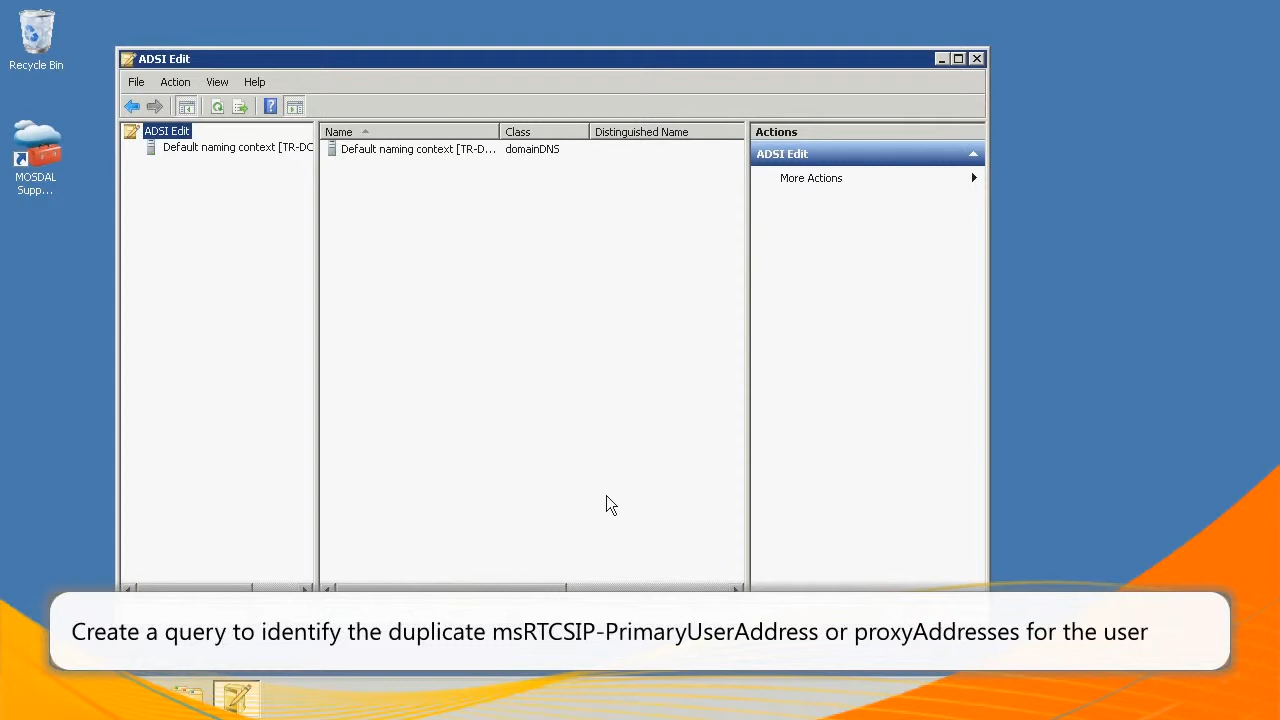 Recycle Bin
MOSDAL
Supp...
ADSI Edit
File Action View Help
ADSI Edit
Default naming context [TR-DC
Name Class Distinguished Name
Default naming context [TR-D... domainDNS
Actions
ADSI Edit
More Actions
Create a query to identify the duplicate msRTCSIP-PrimaryUserAddress or proxyAddresses for the user